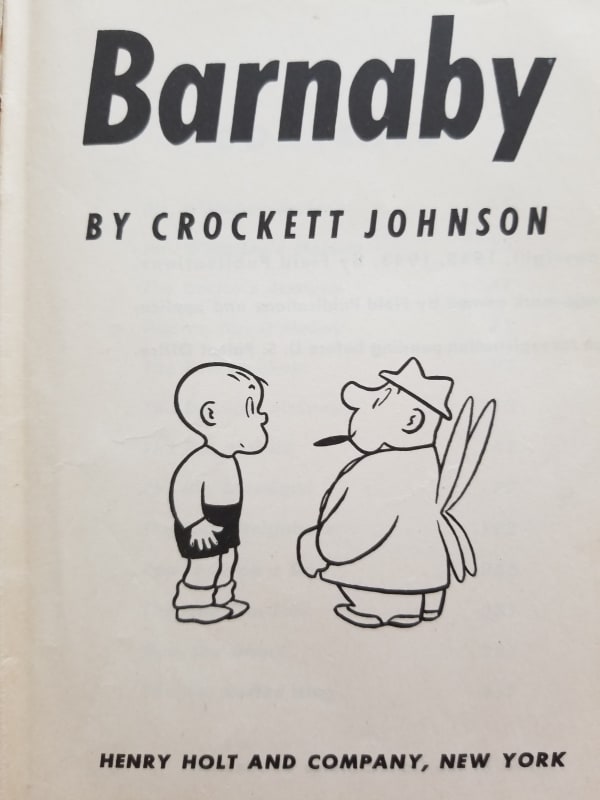 Barnaby
BY CROCKETT JOHNSON
HENRY HOLT AND COMPANY, NEW YORK